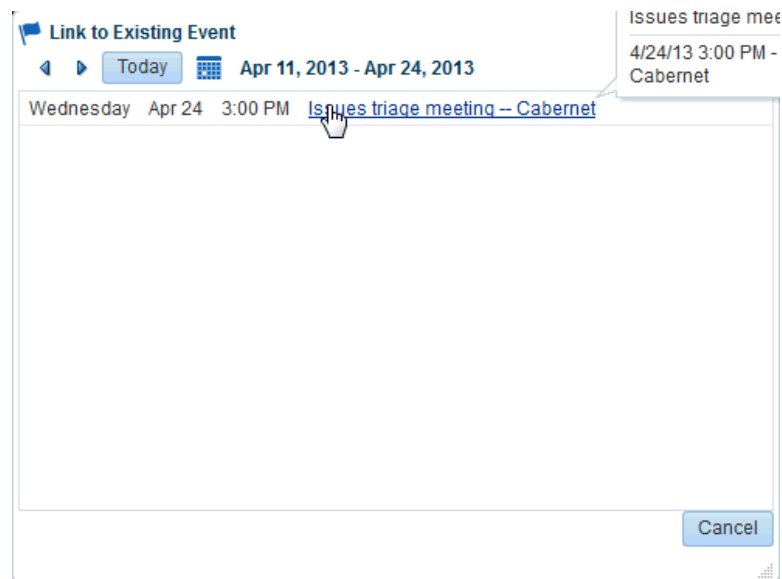 Link to Existing Event
Today Apr 11, 2013 - Apr 24, 2013
Wednesday Apr 24 3:00 PM Issues triage meeting -- Cabernet
Issues triage
4/24/13 3:00 PM -
Cabernet
Cancel